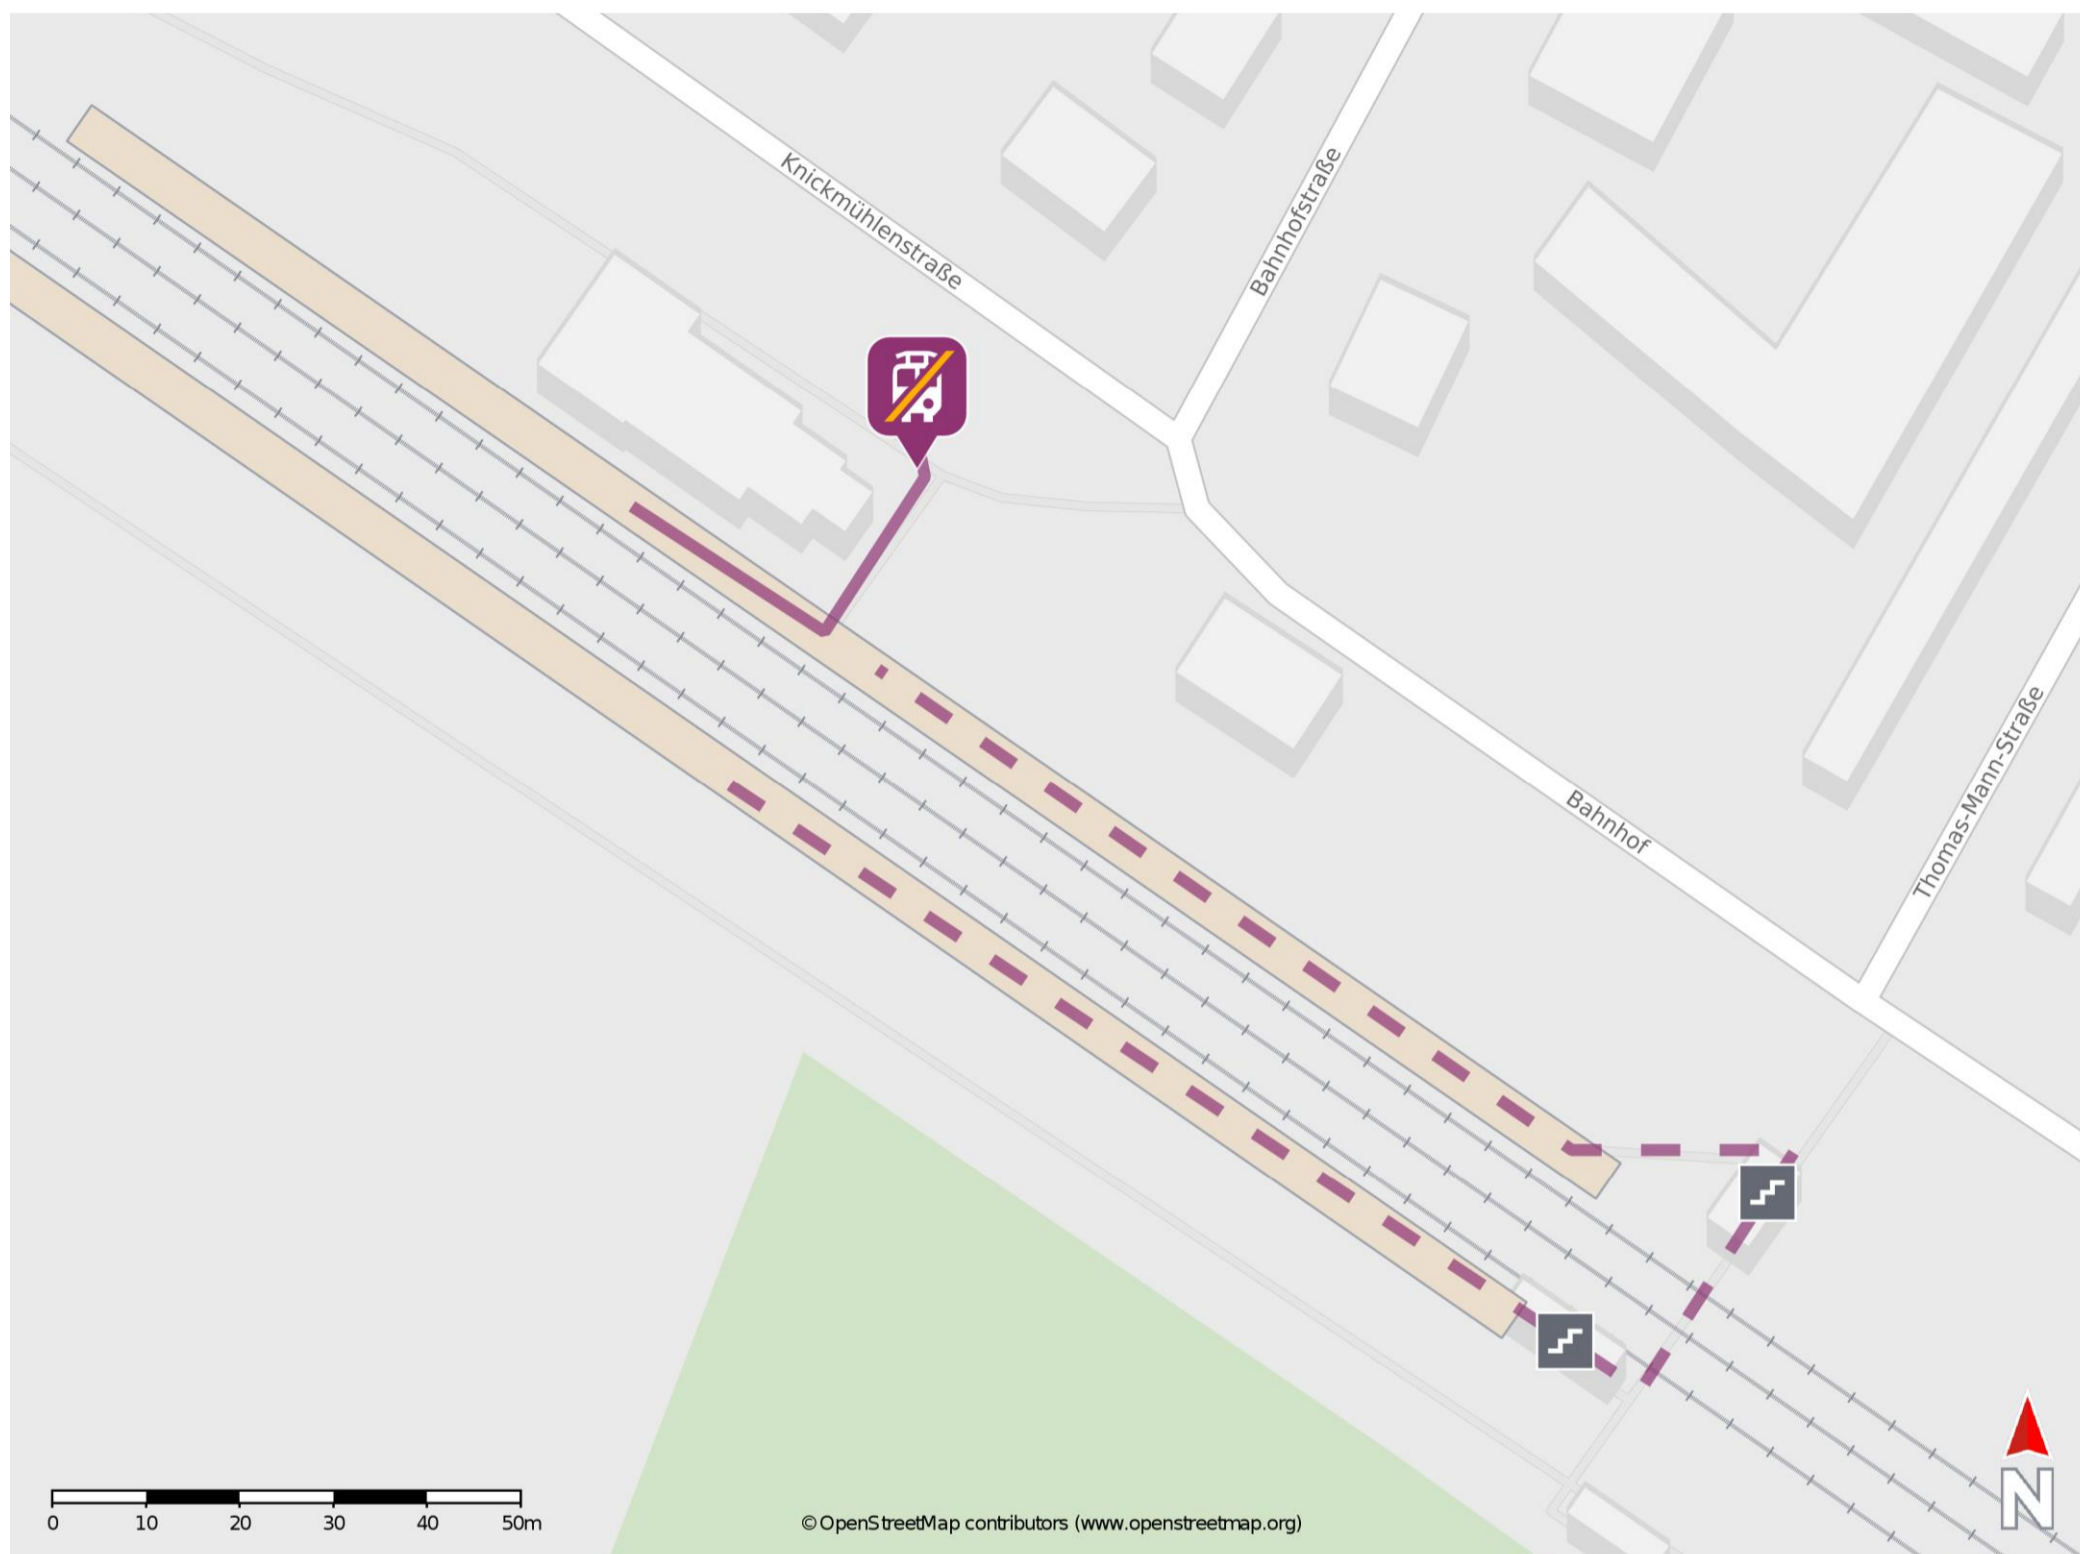 Knickmühlenstraße
Bahnhofstraße
Bahnhof
Thomas-Mann-Straße
0 10 20 30 40 50m
© OpenStreetMap contributors (www.openstreetmap.org)
N